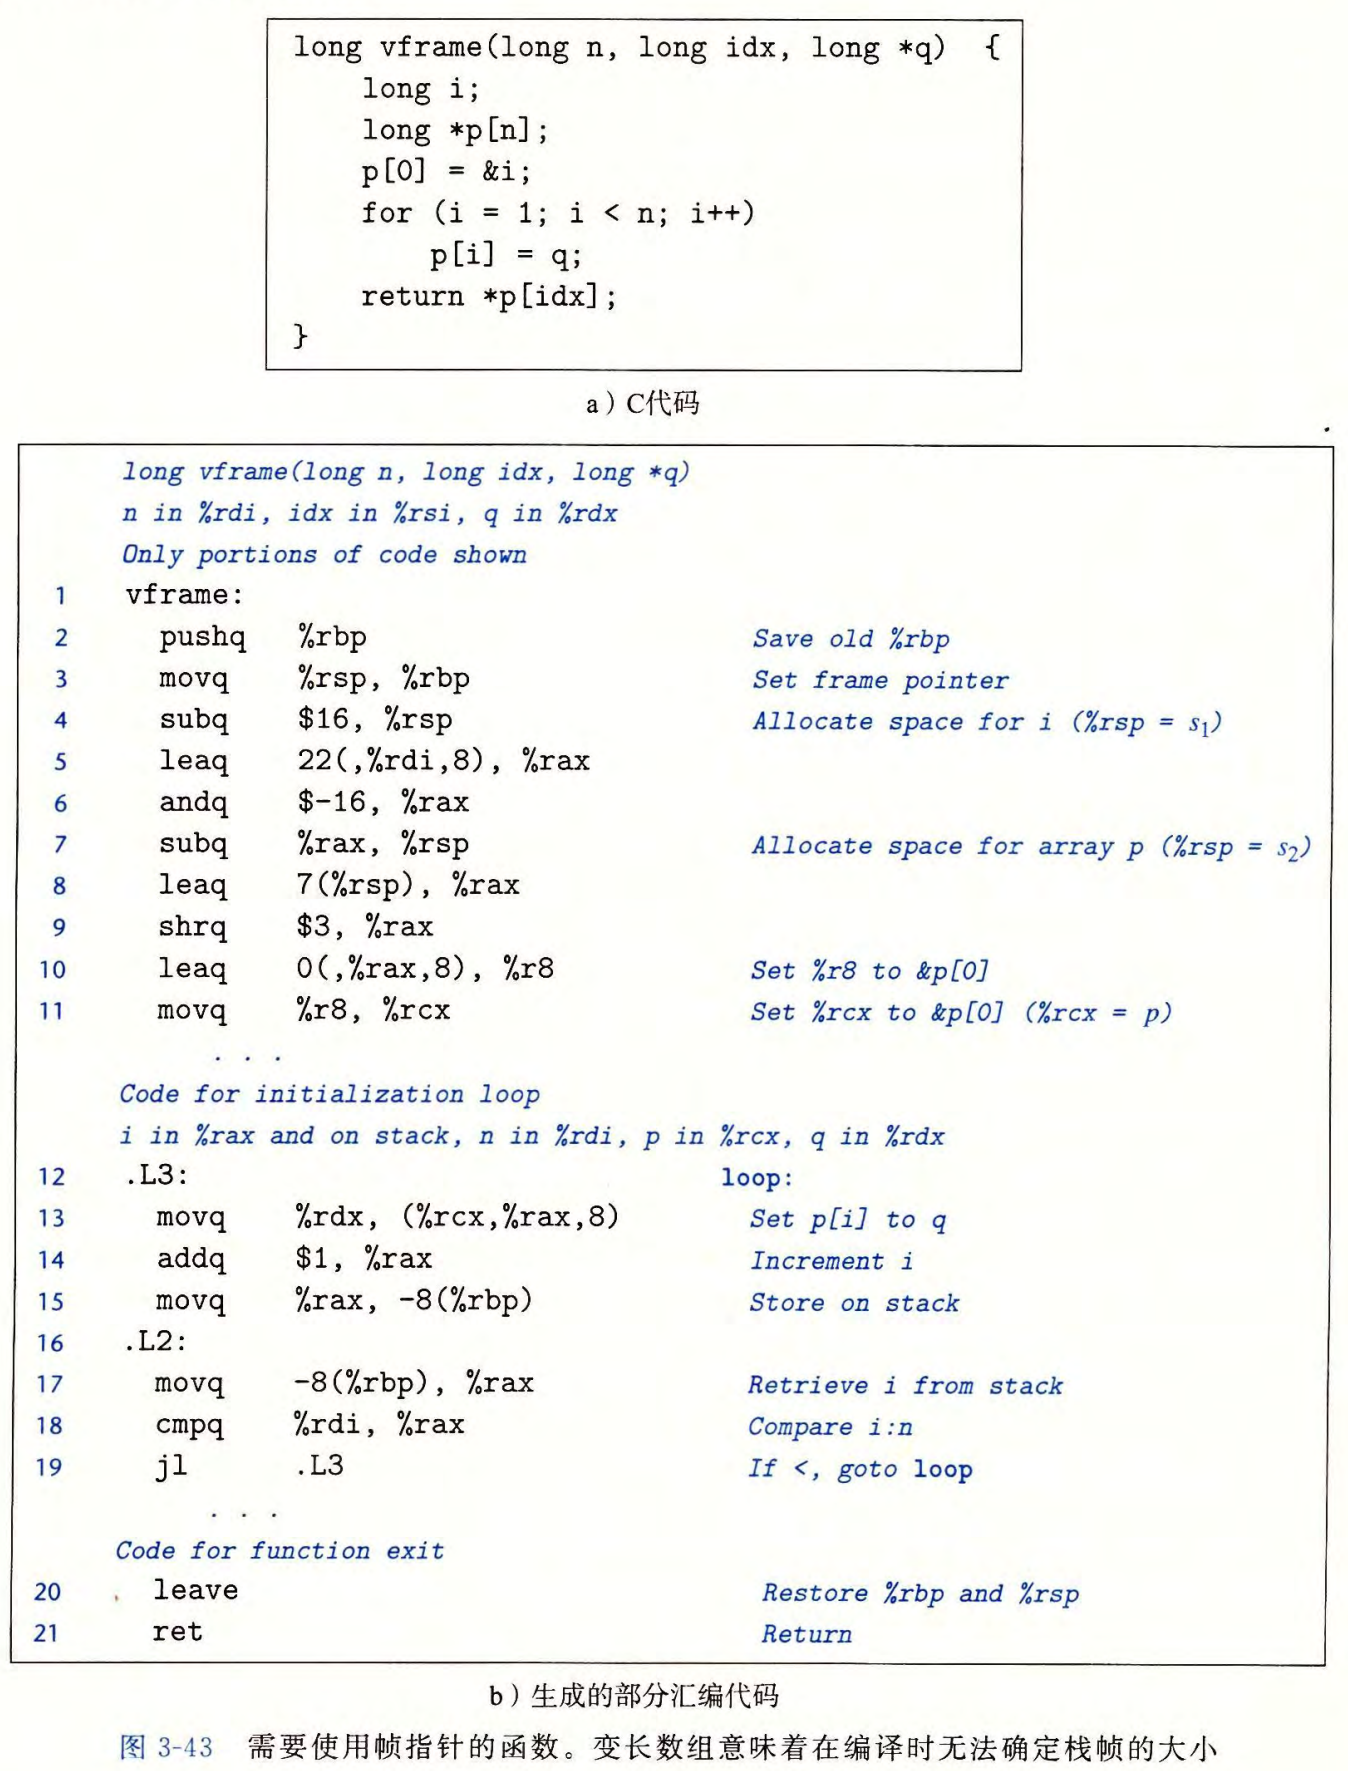 long vframe(long n, long idx, long *q)  {
    long i;
    long *p[n];
    p[0] = &i;
    for (i = 1; i < n; i++)
        p[i] = q;
    return *p[idx];
}
a）C代码
long vframe(long n, long idx, long *q)
n in %rdi, idx in %rsi, q in %rdx
Only portions of code shown
1 vframe:
2 pushq %rbp Save old %rbp
3 movq %rsp, %rbp Set frame pointer
4 subq $16, %rsp Allocate space for i (%rsp = s₁)
5 leaq 22(,%rdi,8), %rax
6 andq $-16, %rax
7 subq %rax, %rsp Allocate space for array p (%rsp = s₂)
8 leaq 7(%rsp), %rax
9 shrq $3, %rax
10 leaq 0(,%rax,8), %r8 Set %r8 to &p[0]
11 movq %r8, %rcx Set %rcx to &p[0] (%rcx = p)
. . .
Code for initialization loop
i in %rax and on stack, n in %rdi, p in %rcx, q in %rdx
12 .L3: loop:
13 movq %rdx, (%rcx,%rax,8) Set p[i] to q
14 addq $1, %rax Increment i
15 movq %rax, -8(%rbp) Store on stack
16 .L2:
17 movq -8(%rbp), %rax Retrieve i from stack
18 cmpq %rdi, %rax Compare i:n
19 jl .L3 If <, goto loop
. . .
Code for function exit
20 leave Restore %rbp and %rsp
21 ret Return
b）生成的部分汇编代码
图 3-43 需要使用帧指针的函数。变长数组意味着在编译时无法确定栈帧的大小